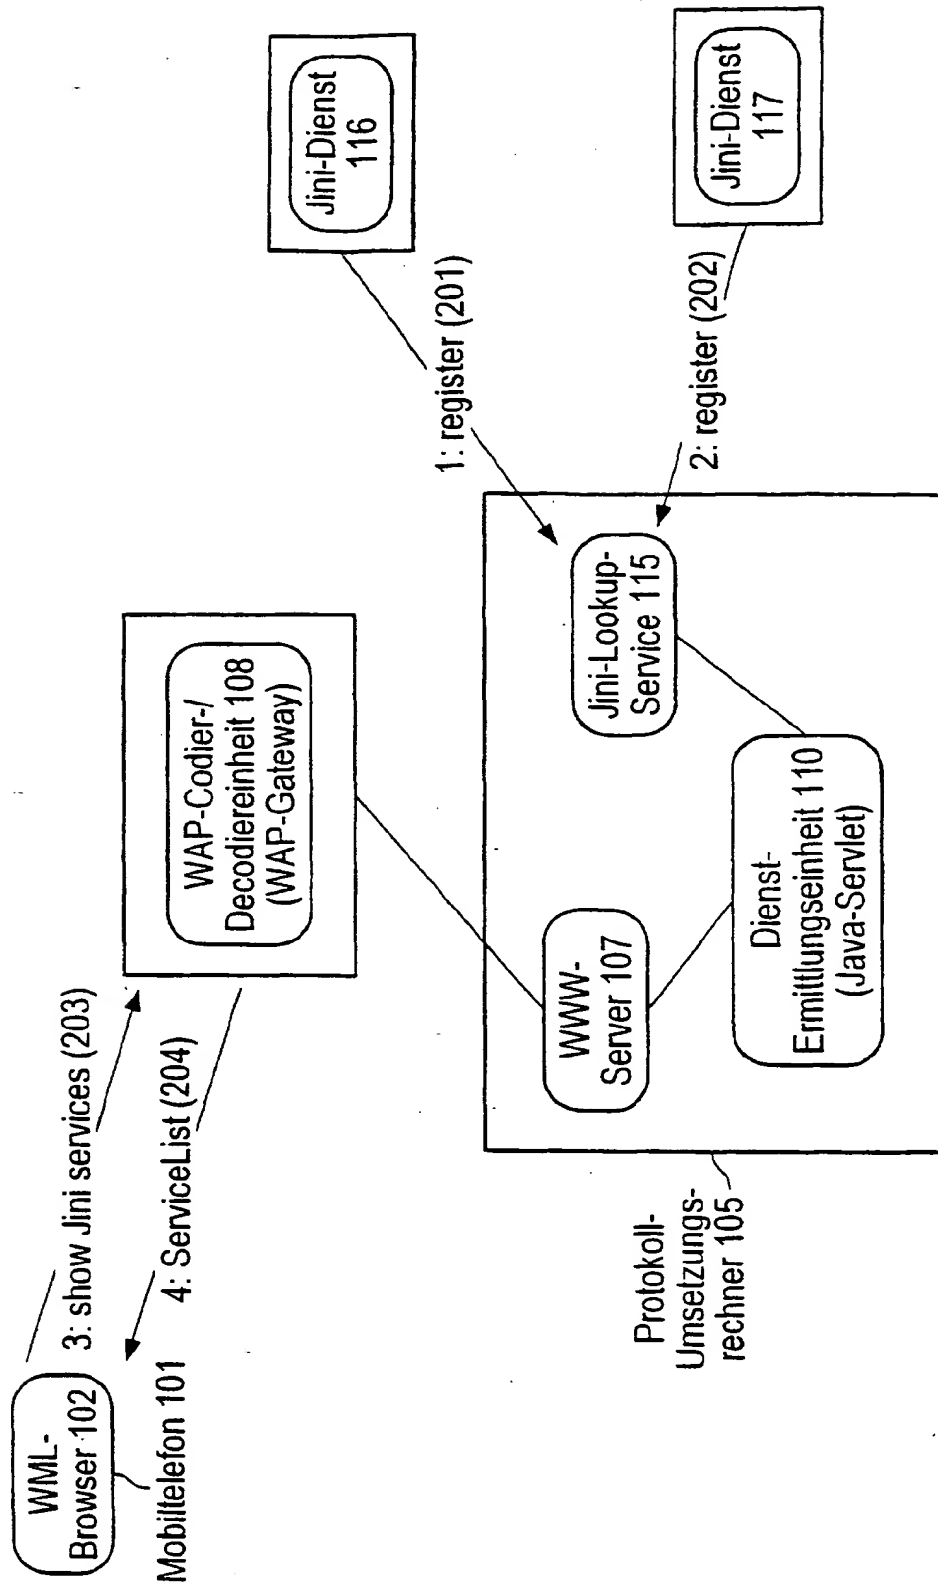 WML-
Browser 102
Mobiltelefon 101
3: show Jini services (203)
4: ServiceList (204)
WAP-Codier-/
Decodiereinheit 108
(WAP-Gateway)
Jini-Dienst
116
1: register (201)
Jini-Dienst
117
2: register (202)
Protokoll-
Umsetzungs-
rechner 105
WWW-
Server 107
Jini-Lookup-
Service 115
Dienst-
Ermittlungseinheit 110
(Java-Servlet)